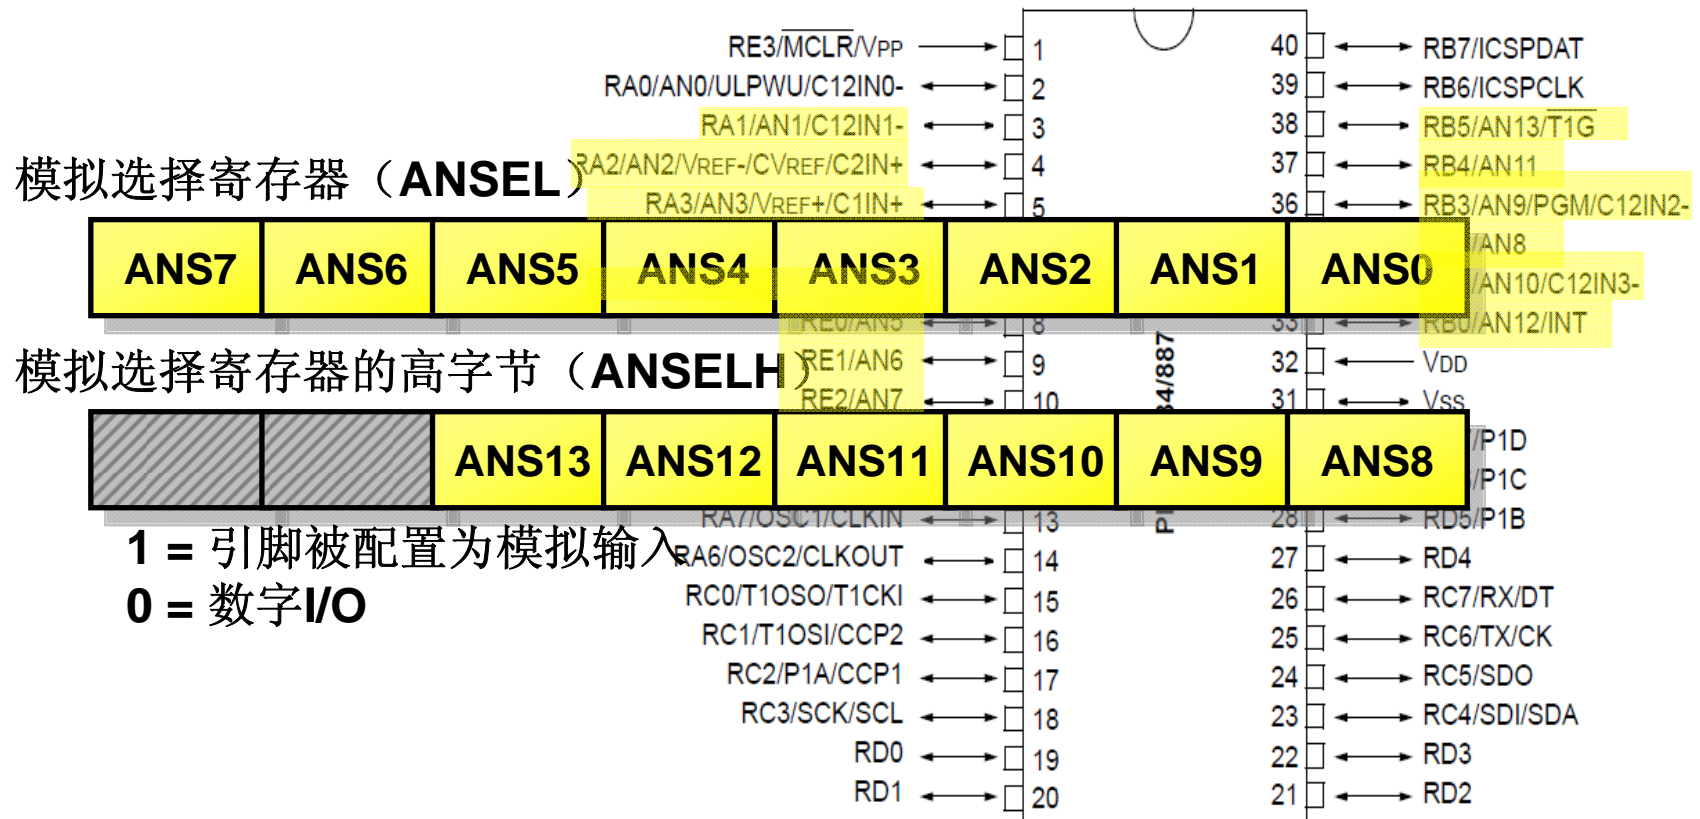 RE3/MCLR/VPP 1 40 RB7/ICSPDAT
RA0/AN0/ULPWU/C12IN0- 2 39 RB6/ICSPCLK
RA1/AN1/C12IN1- 3 38 RB5/AN13/T1G
RA2/AN2/VREF-/CVREF/C2IN+ 4 37 RB4/AN11
模拟选择寄存器（ANSEL）
RA3/AN3/VREF+/C1IN+ 5 36 RB3/AN9/PGM/C12IN2-
/AN8
ANS7 ANS6 ANS5 ANS4 ANS3 ANS2 ANS1 ANS0
/AN10/C12IN3-
RE0/AN5 8 33 RB0/AN12/INT
模拟选择寄存器的高字节（ANSELH）
RE1/AN6 9 32 VDD
RE2/AN7 10 31 VSS
34/887
/P1D
ANS13 ANS12 ANS11 ANS10 ANS9 ANS8
/P1C
RA7/OSC1/CLKIN 13 28 RD5/P1B
1 = 引脚被配置为模拟输入
RA6/OSC2/CLKOUT 14 27 RD4
0 = 数字I/O
RC0/T1OSO/T1CKI 15 26 RC7/RX/DT
RC1/T1OSI/CCP2 16 25 RC6/TX/CK
RC2/P1A/CCP1 17 24 RC5/SDO
RC3/SCK/SCL 18 23 RC4/SDI/SDA
RD0 19 22 RD3
RD1 20 21 RD2